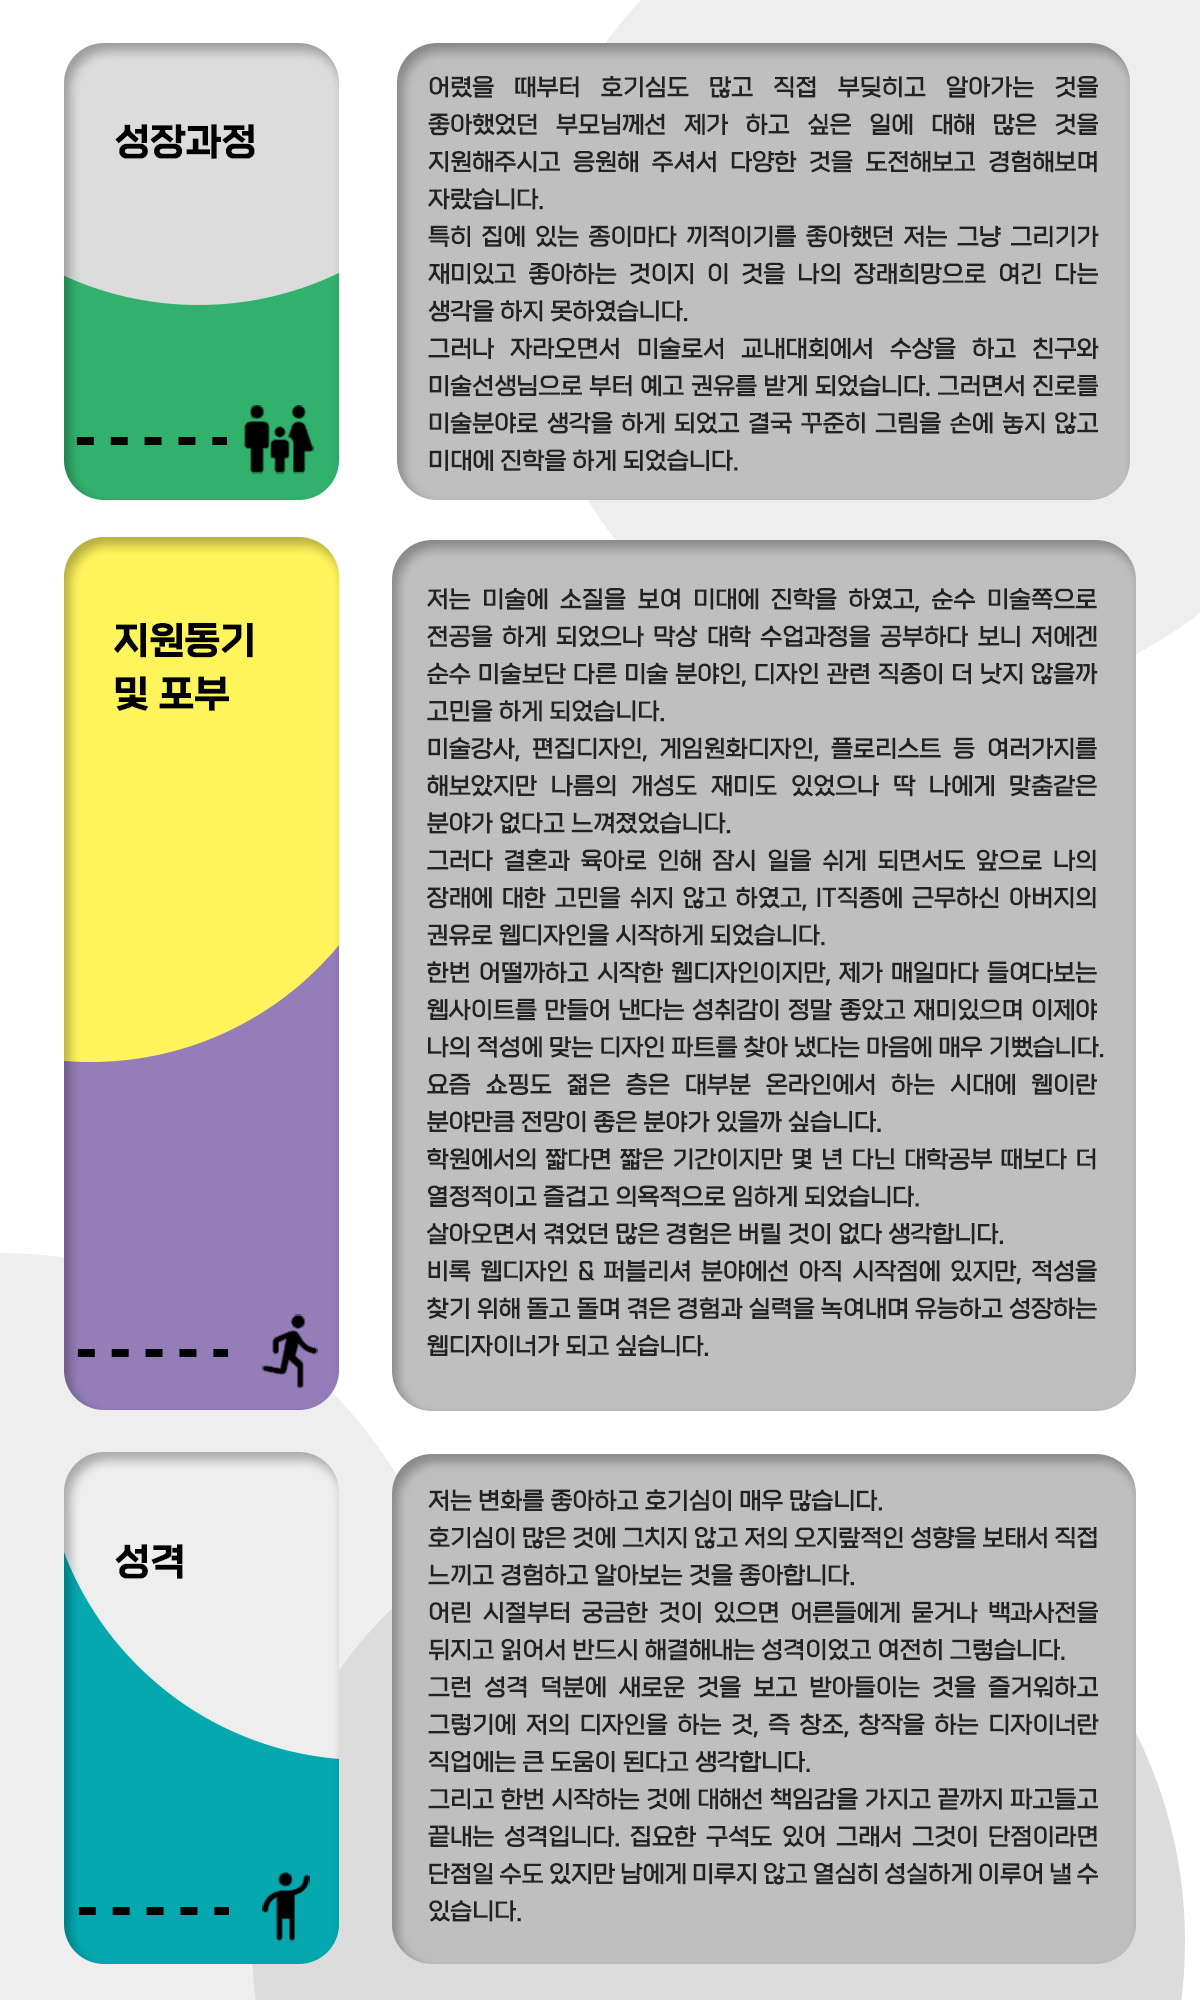 성장과정
어렸을 때부터 호기심도 많고 직접 부딪히고 알아가는 것을
좋아했었던 부모님께선 제가 하고 싶은 일에 대해 많은 것을
지원해주시고 응원해 주셔서 다양한 것을 도전해보고 경험해보며
자랐습니다.
특히 집에 있는 종이마다 끼적이기를 좋아했던 저는 그냥 그리기가
재미있고 좋아하는 것이지 이 것을 나의 장래희망으로 여긴 다는
생각을 하지 못하였습니다.
그러나 자라오면서 미술로서 교내대회에서 수상을 하고 친구와
미술선생님으로 부터 예고 권유를 받게 되었습니다. 그러면서 진로를
미술분야로 생각을 하게 되었고 결국 꾸준히 그림을 손에 놓지 않고
미대에 진학을 하게 되었습니다.
지원동기
및 포부
저는 미술에 소질을 보여 미대에 진학을 하였고, 순수 미술쪽으로
전공을 하게 되었으나 막상 대학 수업과정을 공부하다 보니 저에겐
순수 미술보단 다른 미술 분야인, 디자인 관련 직종이 더 낫지 않을까
고민을 하게 되었습니다.
미술강사, 편집디자인, 게임원화디자인, 플로리스트 등 여러가지를
해보았지만 나름의 개성도 재미도 있었으나 딱 나에게 맞춤같은
분야가 없다고 느껴졌었습니다.
그러다 결혼과 육아로 인해 잠시 일을 쉬게 되면서도 앞으로 나의
장래에 대한 고민을 쉬지 않고 하였고, IT직종에 근무하신 아버지의
권유로 웹디자인을 시작하게 되었습니다.
한번 어떨까하고 시작한 웹디자인이지만, 제가 매일마다 들여다보는
웹사이트를 만들어 낸다는 성취감이 정말 좋았고 재미있으며 이제야
나의 적성에 맞는 디자인 파트를 찾아 냈다는 마음에 매우 기뻤습니다.
요즘 쇼핑도 젊은 층은 대부분 온라인에서 하는 시대에 웹이란
분야만큼 전망이 좋은 분야가 있을까 싶습니다.
학원에서의 짧다면 짧은 기간이지만 몇 년 다닌 대학공부 때보다 더
열정적이고 즐겁고 의욕적으로 임하게 되었습니다.
살아오면서 겪었던 많은 경험은 버릴 것이 없다 생각합니다.
비록 웹디자인 & 퍼블리셔 분야에선 아직 시작점에 있지만, 적성을
찾기 위해 돌고 돌며 겪은 경험과 실력을 녹여내며 유능하고 성장하는
웹디자이너가 되고 싶습니다.
성격
저는 변화를 좋아하고 호기심이 매우 많습니다.
호기심이 많은 것에 그치지 않고 저의 오지랖적인 성향을 보태서 직접
느끼고 경험하고 알아보는 것을 좋아합니다.
어린 시절부터 궁금한 것이 있으면 어른들에게 묻거나 백과사전을
뒤지고 읽어서 반드시 해결해내는 성격이었고 여전히 그렇습니다.
그런 성격 덕분에 새로운 것을 보고 받아들이는 것을 즐거워하고
그렇기에 저의 디자인을 하는 것, 즉 창조, 창작을 하는 디자이너란
직업에는 큰 도움이 된다고 생각합니다.
그리고 한번 시작하는 것에 대해선 책임감을 가지고 끝까지 파고들고
끝내는 성격입니다. 집요한 구석도 있어 그래서 그것이 단점이라면
단점일 수도 있지만 남에게 미루지 않고 열심히 성실하게 이루어 낼 수
있습니다.